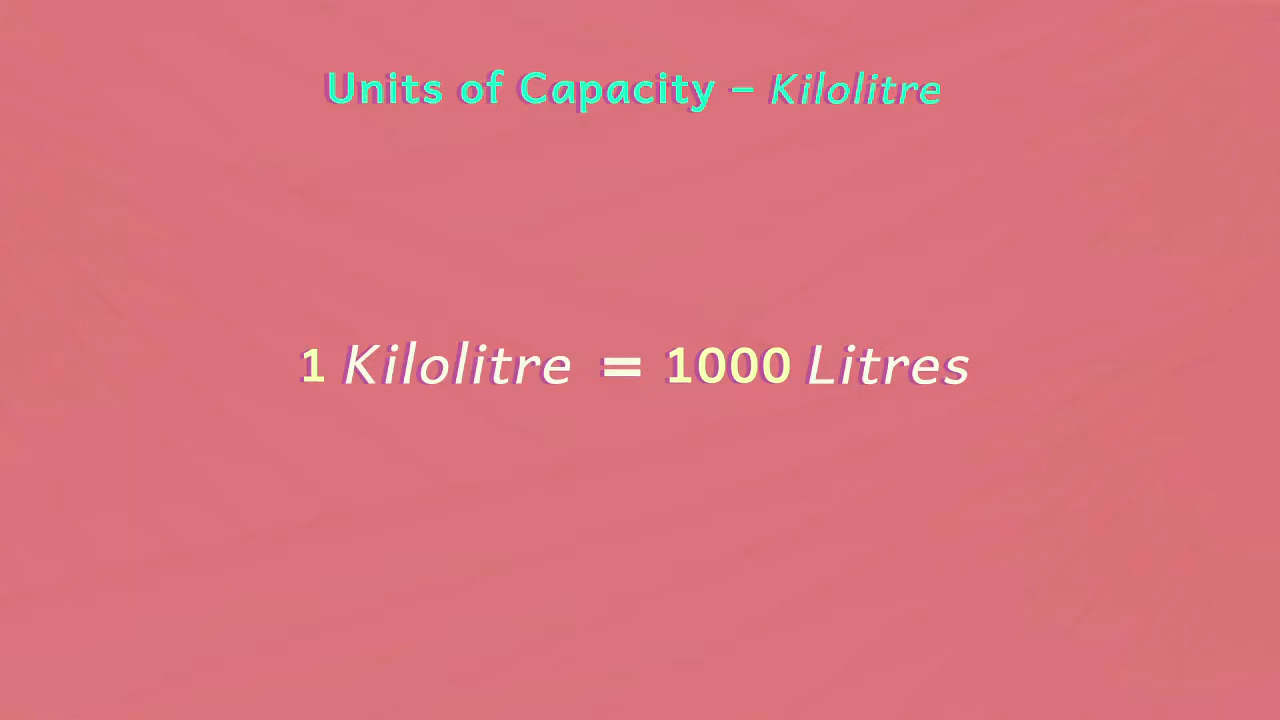 Units of Capacity – Kilolitre
1 Kilolitre = 1000 Litres